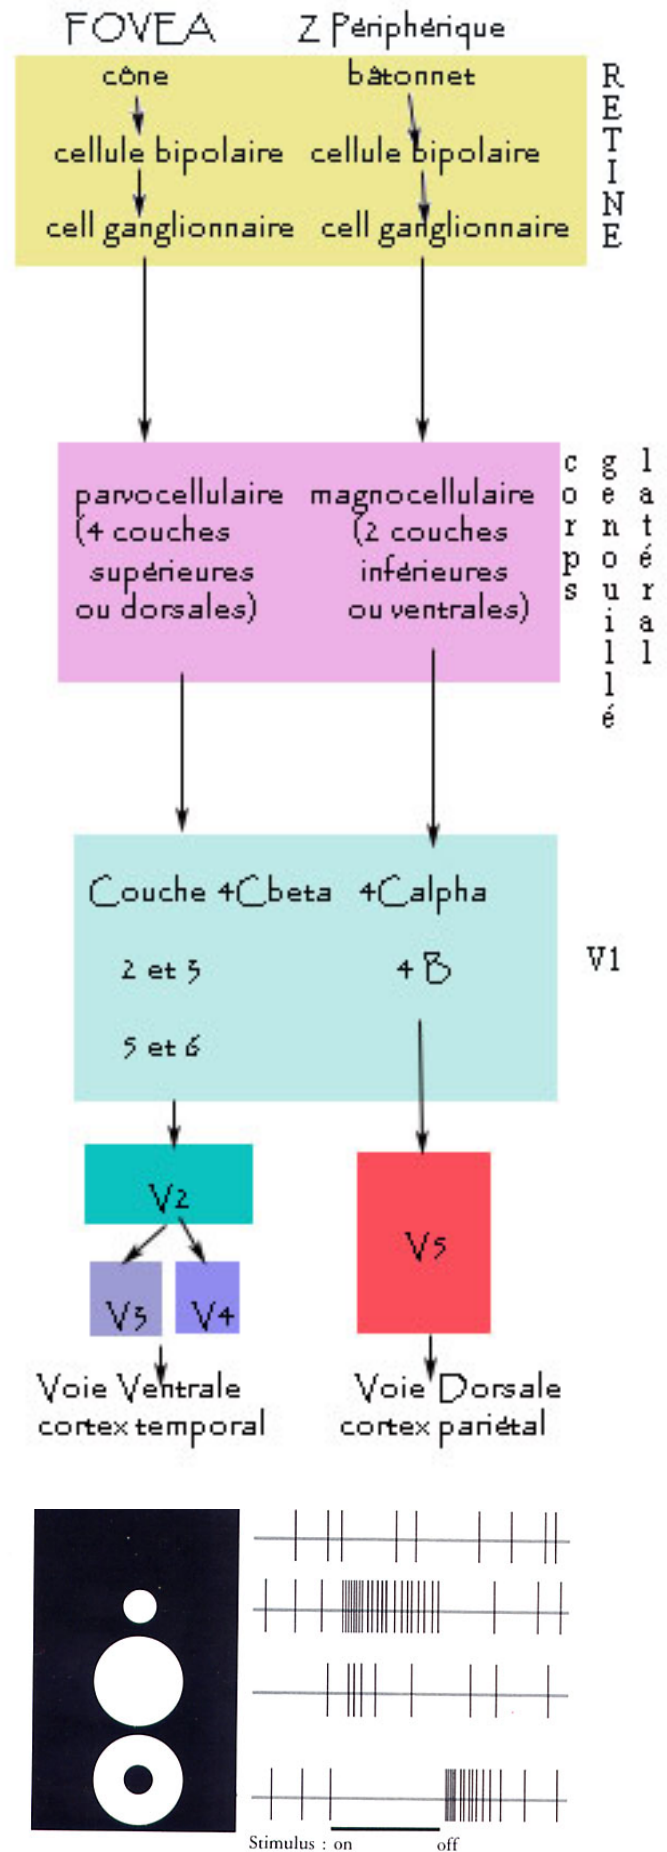 FOVEA Z Périphérique
cône bâtonnet
cellule bipolaire cellule bipolaire
cell ganglionnaire cell ganglionnaire
RETINE
parvocellulaire magnocellulaire
(4 couches (2 couches
supérieures inférieures
ou dorsales) ou ventrales)
corps
genouillé
latéral
Couche 4Cbeta 4Calpha
2 et 3 4 B
5 et 6
V1
V2
V5
V3 V4
Voie Ventrale Voie Dorsale
cortex temporal cortex pariétal
Stimulus : on off